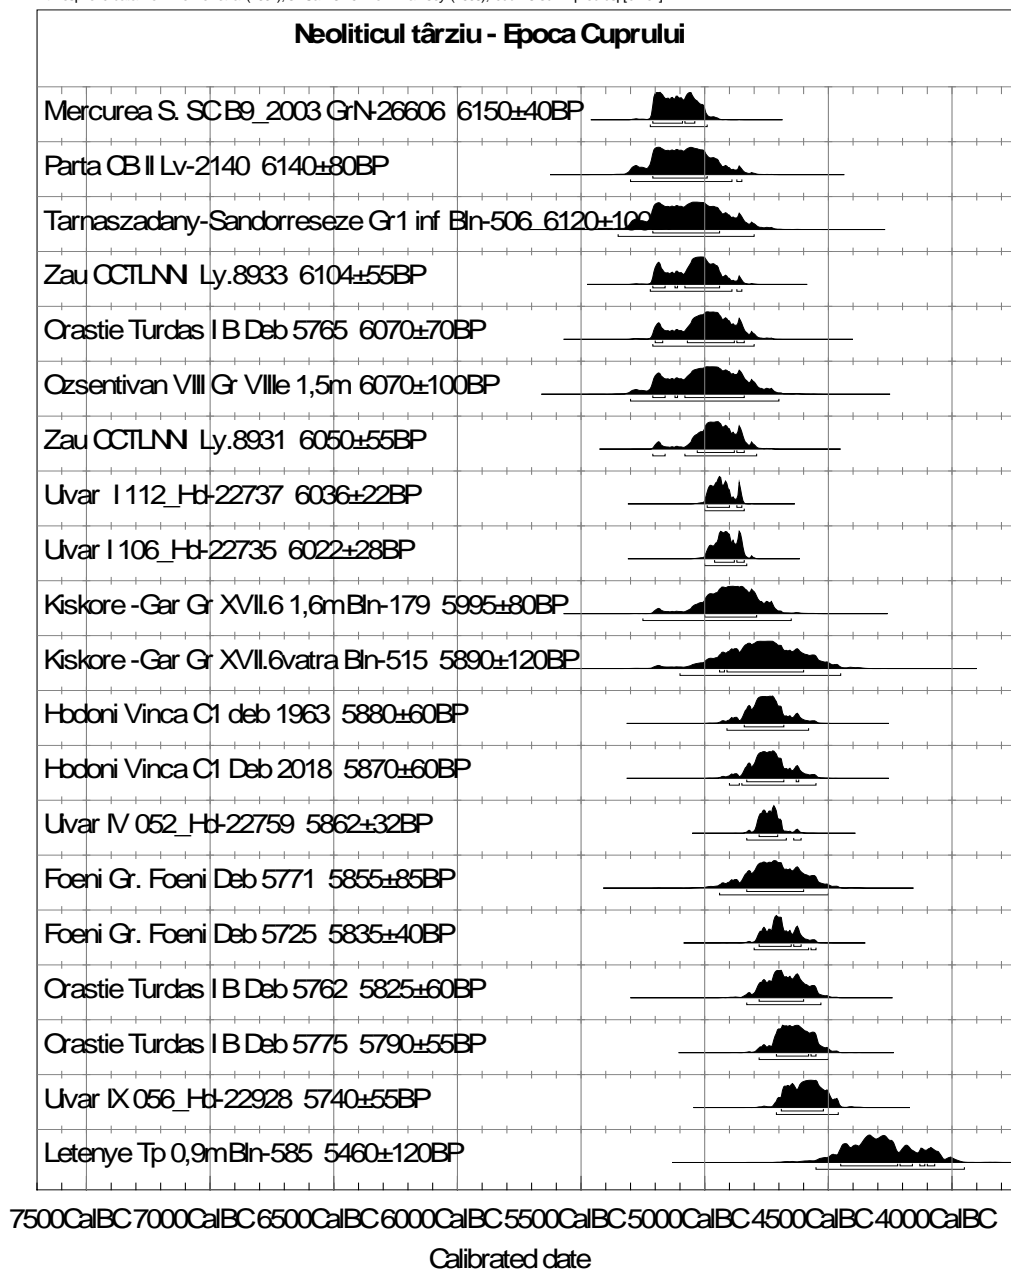 Neoliticul târziu - Epoca Cuprului
Mercurea S. SC B9_2003 GrN-26606 6150±40BP
Parta CB II Lv-2140 6140±80BP
Tarnaszadany-Sandorreseze Gr1 inf Bln-506 6120±100
Zau CCTLNNI Ly.8933 6104±55BP
Orastie Turdas I B Deb 5765 6070±70BP
Ozsentivan VIII Gr VIIIe 1,5m 6070±100BP
Zau CCTLNNI Ly.8931 6050±55BP
Uivar I 112_Hd-22737 6036±22BP
Uivar I 106_Hd-22735 6022±28BP
Kiskore -Gar Gr XVII.6 1,6m Bln-179 5995±80BP
Kiskore -Gar Gr XVII.6vatra Bln-515 5890±120BP
Hodoni Vinca C1 deb 1963 5880±60BP
Hodoni Vinca C1 Deb 2018 5870±60BP
Uivar IV 052_Hd-22759 5862±32BP
Foeni Gr. Foeni Deb 5771 5855±85BP
Foeni Gr. Foeni Deb 5725 5835±40BP
Orastie Turdas I B Deb 5762 5825±60BP
Orastie Turdas I B Deb 5775 5790±55BP
Uivar IX 056_Hd-22928 5740±55BP
Letenye Tp 0,9m Bln-585 5460±120BP
7500CalBC 7000CalBC 6500CalBC 6000CalBC 5500CalBC 5000CalBC 4500CalBC 4000CalBC
Calibrated date